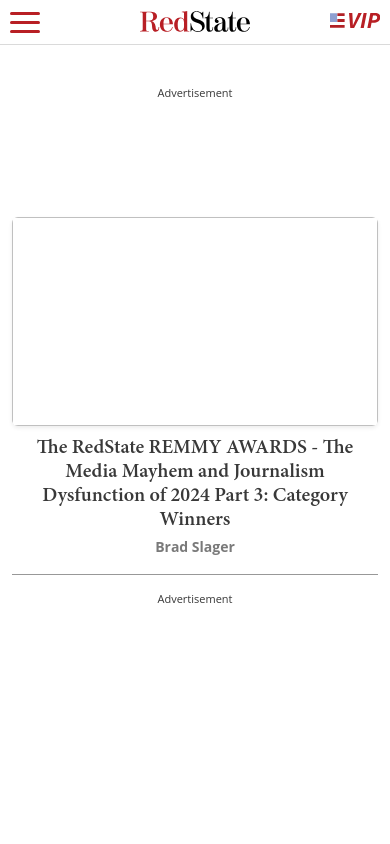 RedState
VIP
Advertisement
The RedState REMMY AWARDS - The
Media Mayhem and Journalism
Dysfunction of 2024 Part 3: Category
Winners
Brad Slager
Advertisement